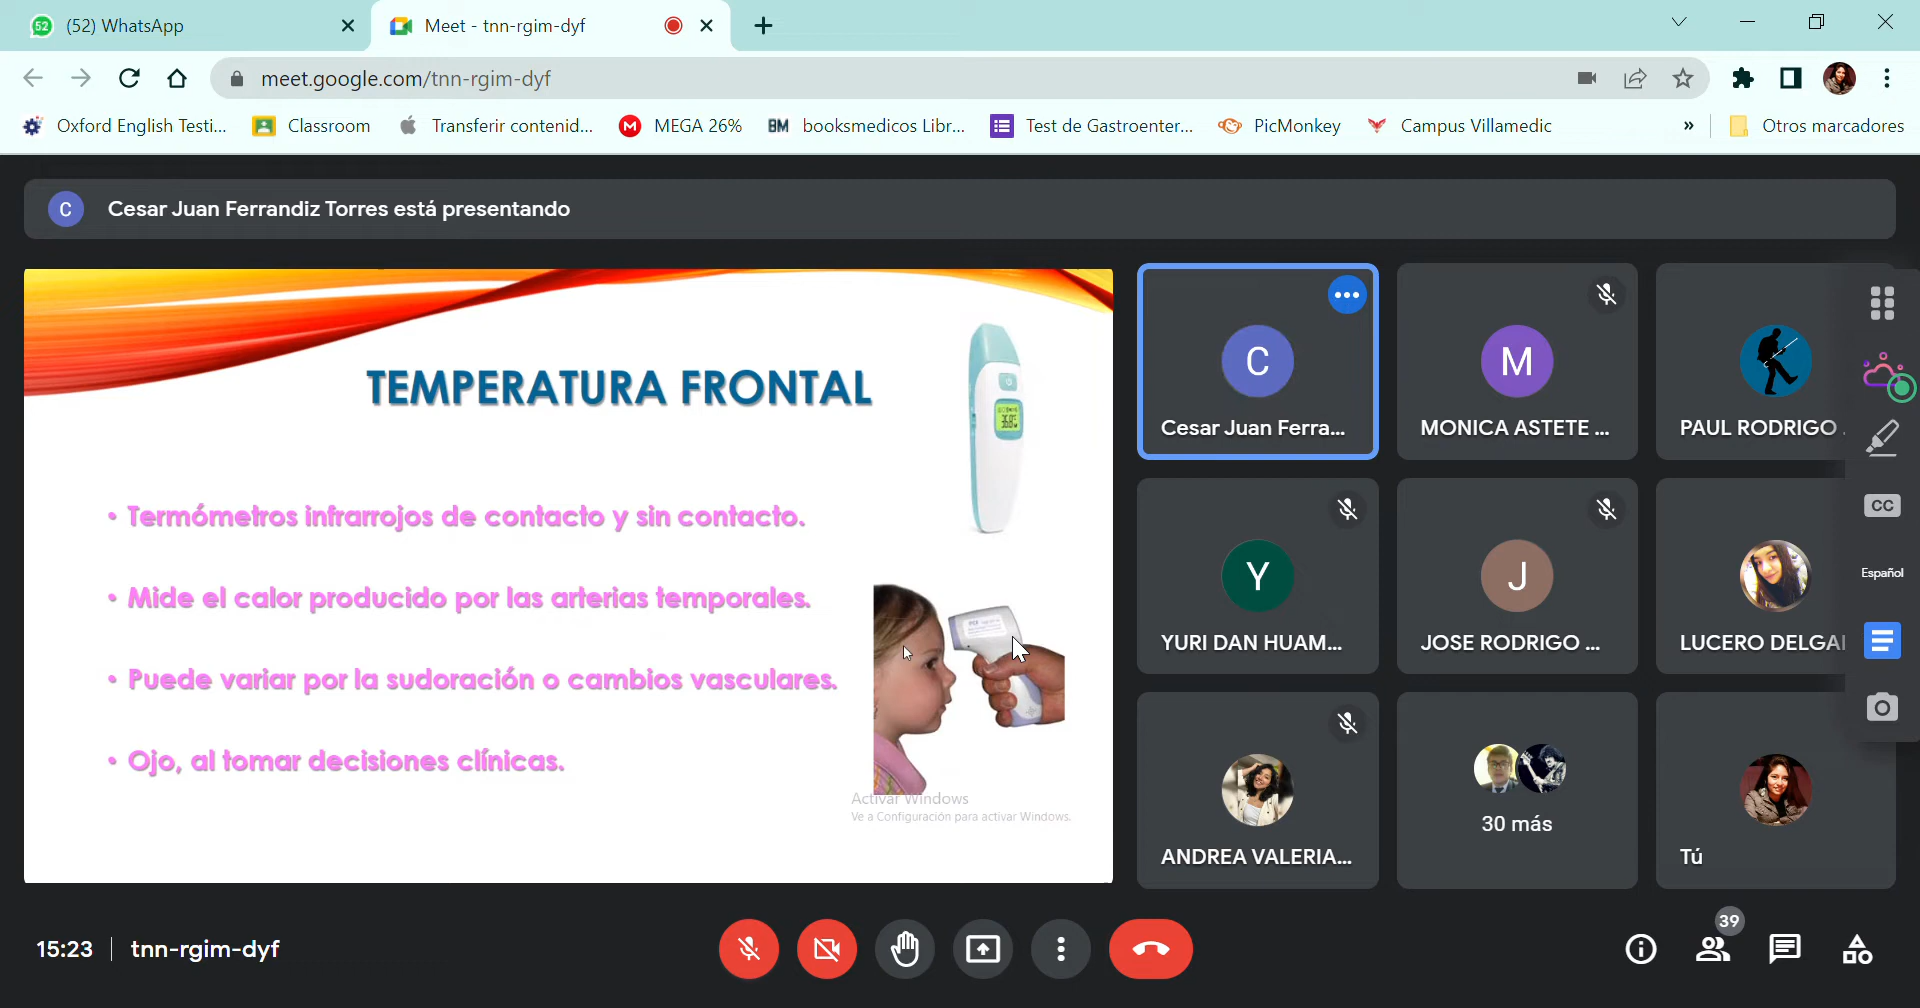 (52) WhatsApp
Meet - tnn-rgim-dyf
meet.google.com/tnn-rgim-dyf
Oxford English Testi...
Classroom
Transferir contenid...
MEGA 26%
BM booksmedicos Libr...
Test de Gastroenter...
PicMonkey
Campus Villamedic
»
Otros marcadores
C Cesar Juan Ferrandiz Torres está presentando
TEMPERATURA FRONTAL
• Termómetros infrarrojos de contacto y sin contacto.
• Mide el calor producido por las arterias temporales.
• Puede variar por la sudoración o cambios vasculares.
• Ojo, al tomar decisiones clínicas.
Activar Windows
Ve a Configuración para activar Windows.
C
Cesar Juan Ferra...
M
MONICA ASTETE ...
PAUL RODRIGO
Y
YURI DAN HUAM...
J
JOSE RODRIGO ...
LUCERO DELGA
ANDREA VALERIA...
30 más
Tú
CC
Español
15:23 | tnn-rgim-dyf
39